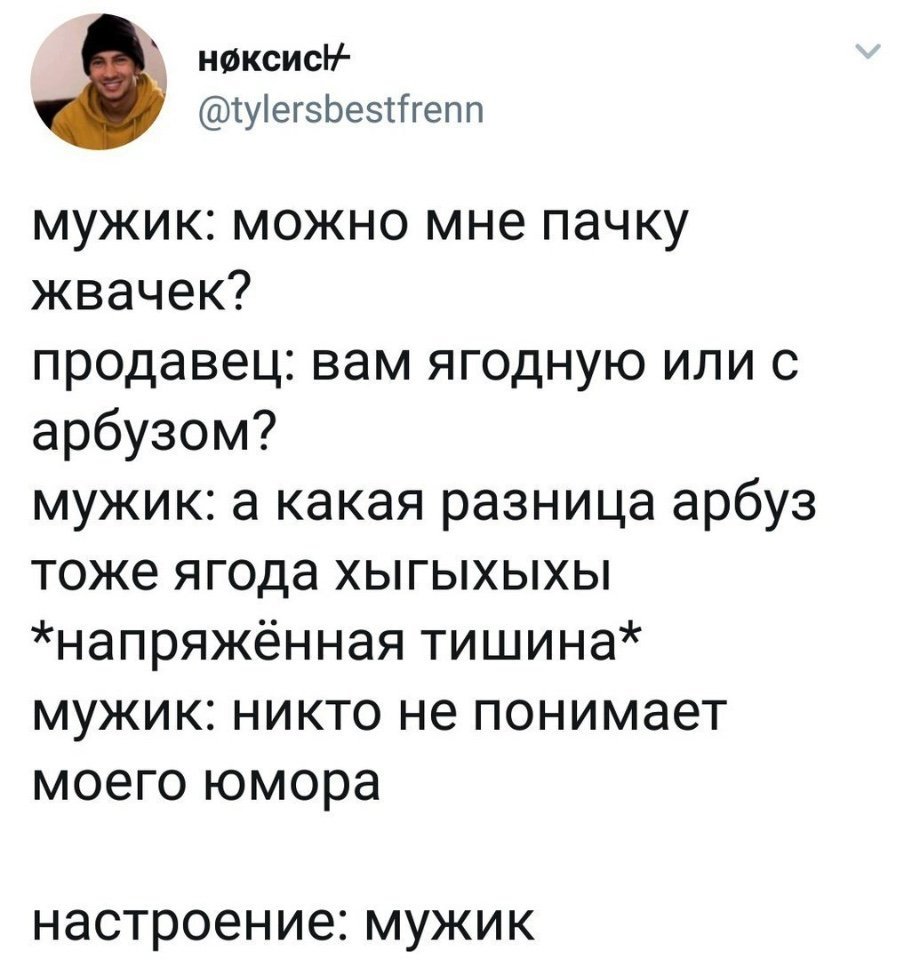 нøксисꃅ
@tylersbestfrenn
мужик: можно мне пачку
жвачек?
продавец: вам ягодную или с
арбузом?
мужик: а какая разница арбуз
тоже ягода хыгыхыхы
*напряжённая тишина*
мужик: никто не понимает
моего юмора
настроение: мужик